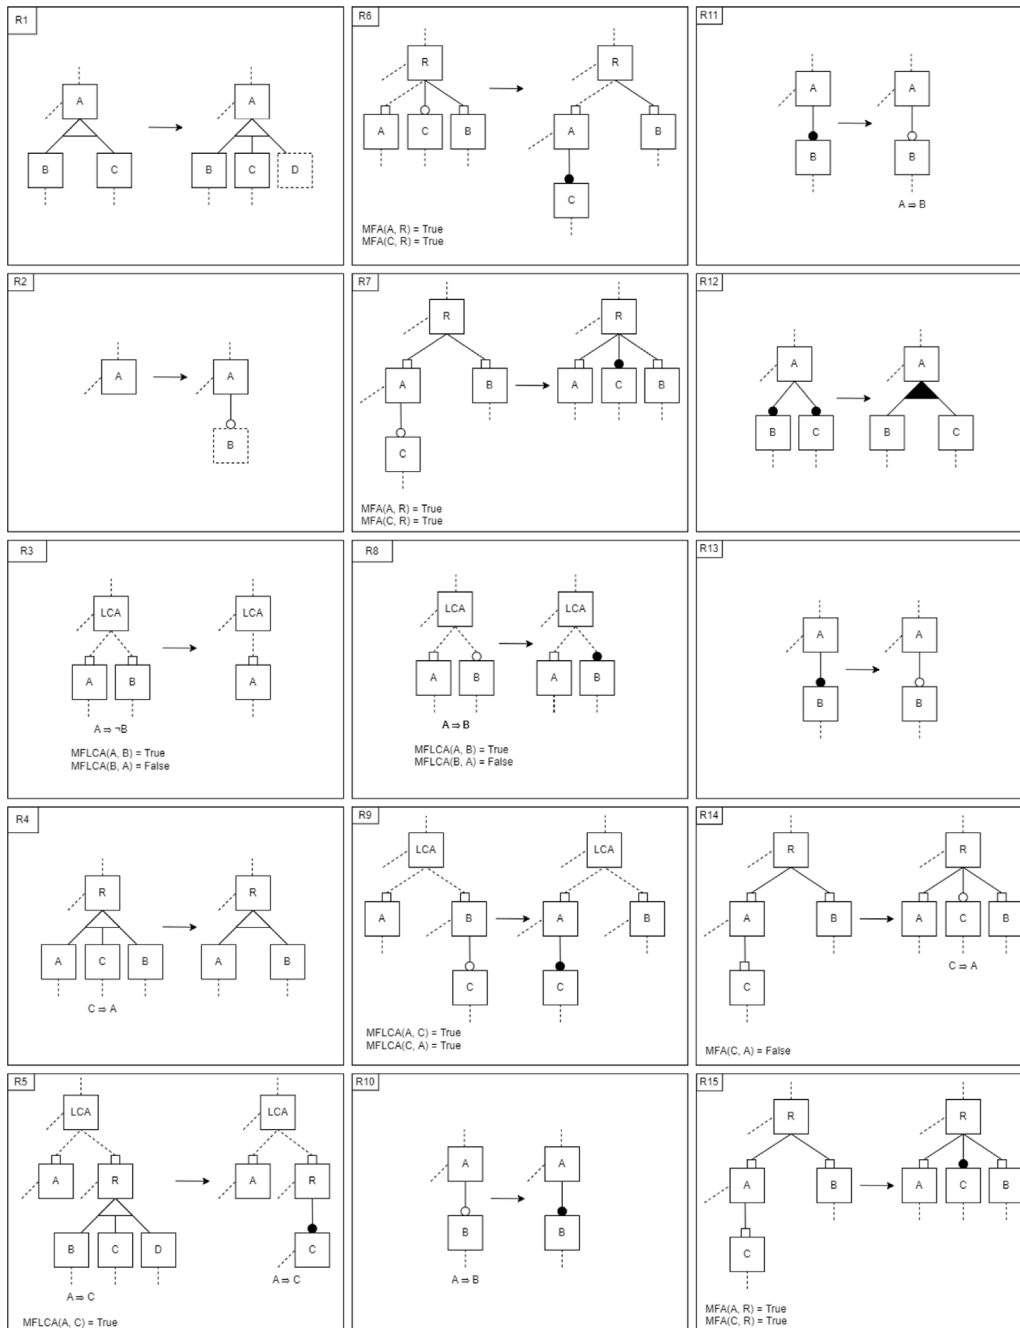 R1
A
A
B
C
B
C
D
R2
A
A
B
R3
LCA
LCA
A
B
A
A ⇒ ¬B
MFLCA(A, B) = True
MFLCA(B, A) = False
R4
R
R
A
C
B
A
B
C ⇒ A
R5
LCA
LCA
A
R
A
R
B
C
D
C
A ⇒ C
A ⇒ C
MFLCA(A, C) = True
R6
R
R
A
C
B
A
B
C
MFA(A, R) = True
MFA(C, R) = True
R7
R
R
A
B
A
C
B
C
MFA(A, R) = True
MFA(C, R) = True
R8
LCA
LCA
A
B
A
B
A ⇒ B
MFLCA(A, B) = True
MFLCA(B, A) = False
R9
LCA
LCA
A
B
A
B
C
C
MFLCA(A, C) = True
MFLCA(C, A) = True
R10
A
A
B
B
A ⇒ B
R11
A
A
B
B
A ⇒ B
R12
A
A
B
C
B
C
R13
A
A
B
B
R14
R
R
A
B
A
C
B
C
C ⇒ A
MFA(C, A) = False
R15
R
R
A
B
A
C
B
C
MFA(A, R) = True
MFA(C, R) = True